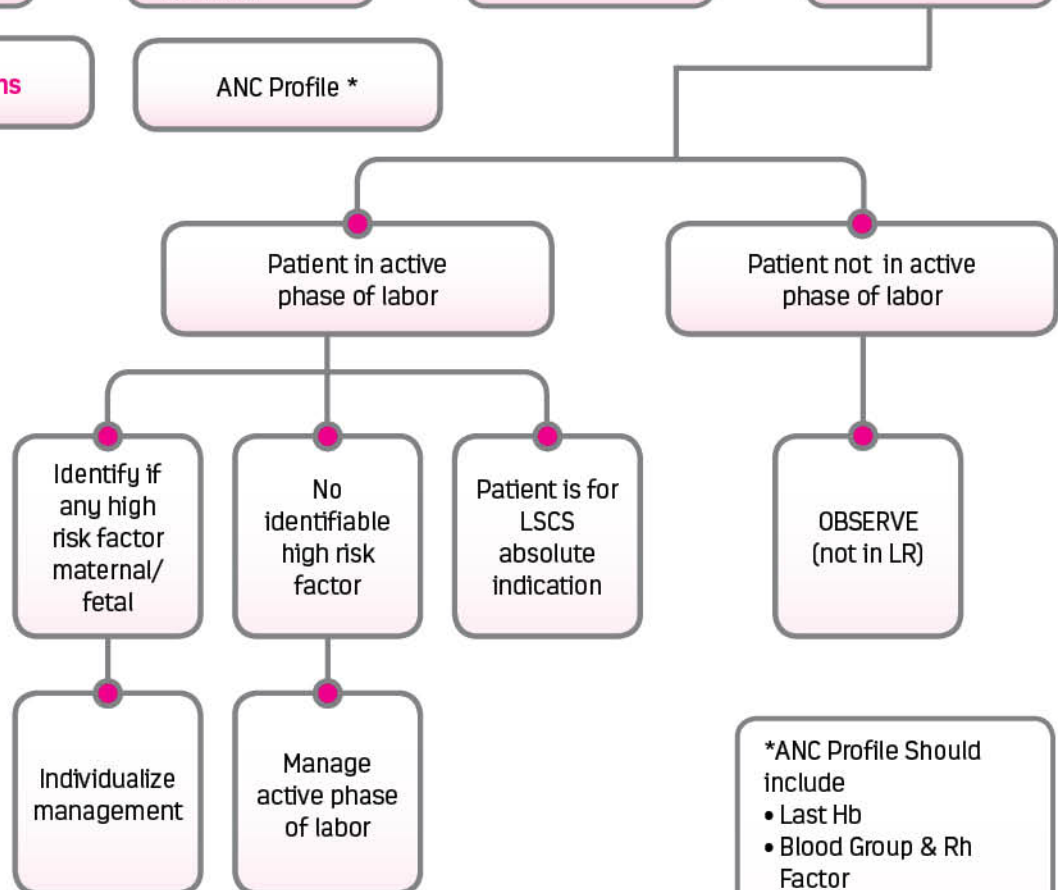 ANC Profile *
Patient in active
phase of labor
Patient not in active
phase of labor
Identify if
any high
risk factor
maternal/
fetal
No
identifiable
high risk
factor
Patient is for
LSCS
absolute
indication
OBSERVE
(not in LR)
Individualize
management
Manage
active phase
of labor
*ANC Profile Should
include
• Last Hb
• Blood Group & Rh
Factor